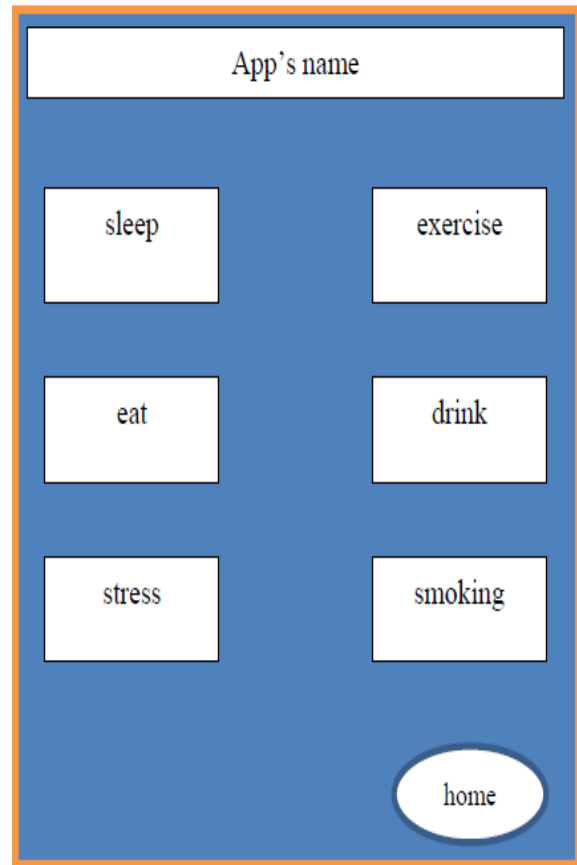 App’s name
sleep
exercise
eat
drink
stress
smoking
home